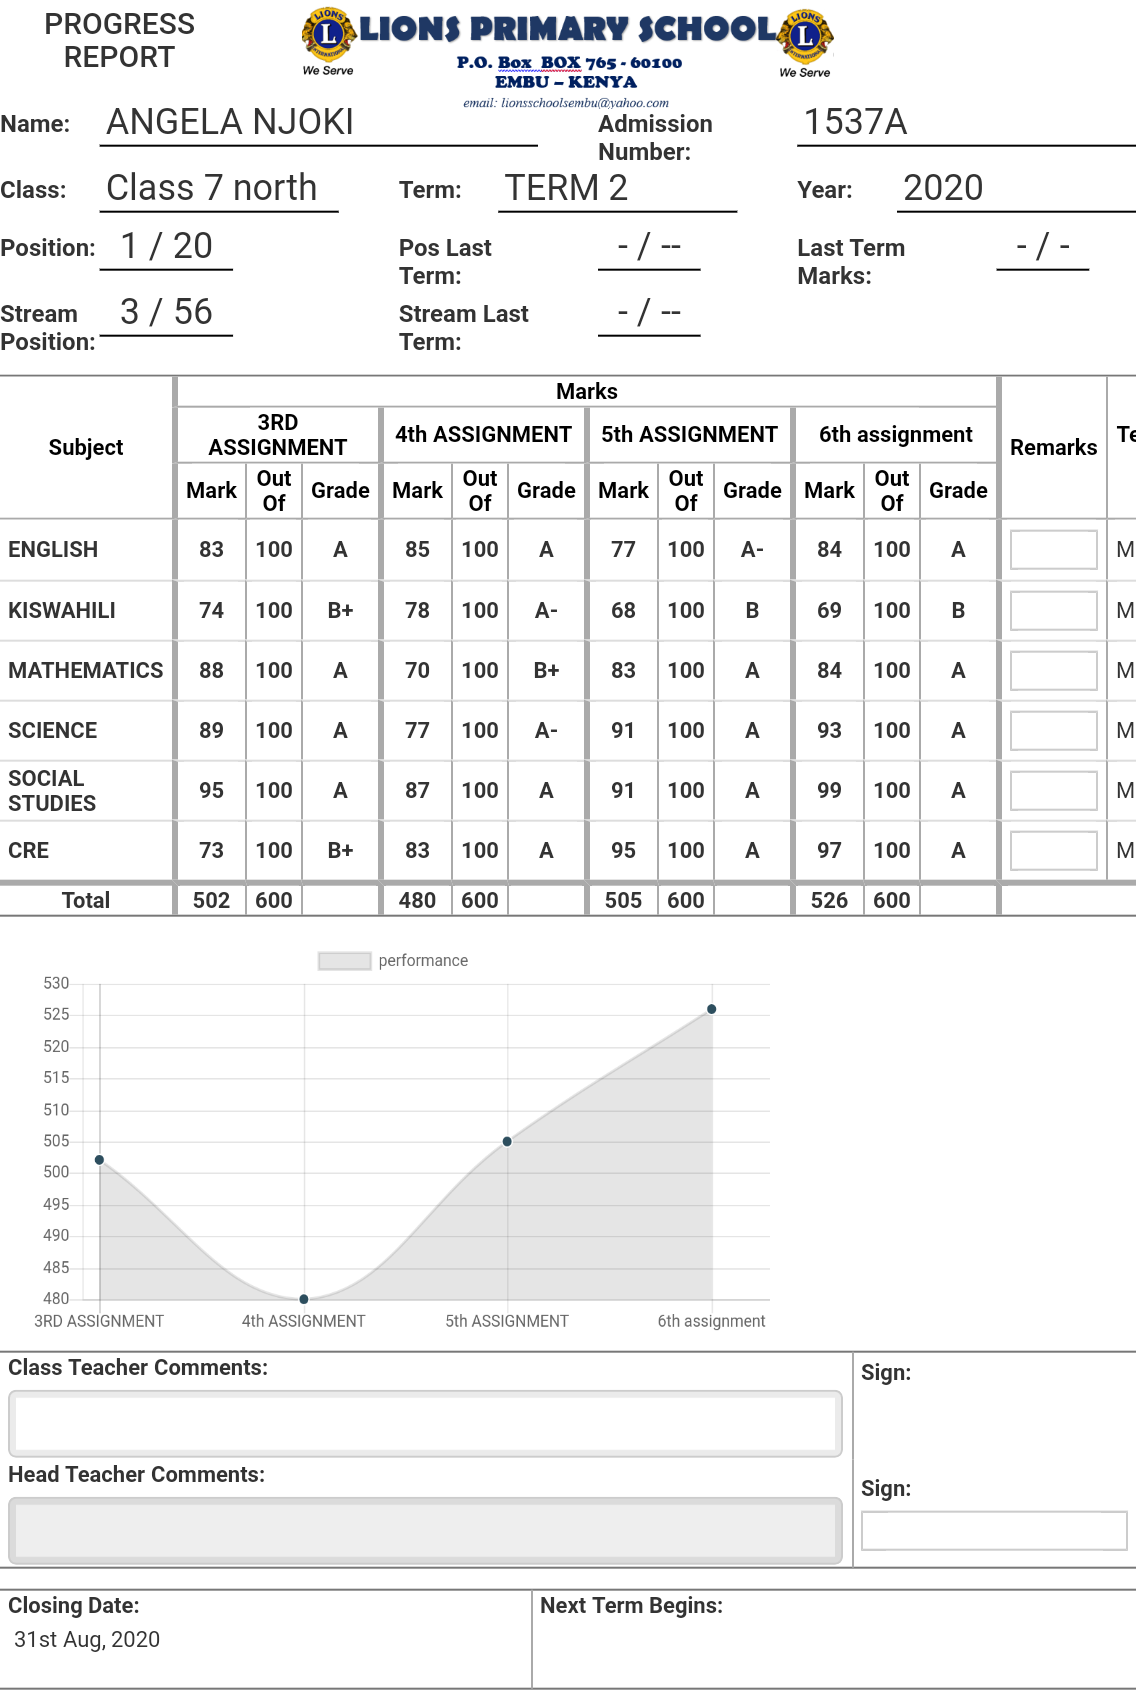 PROGRESS
REPORT
LIONS PRIMARY SCHOOL
LIONS
L
INTERNATIONAL
We Serve
LIONS
L
INTERNATIONAL
We Serve
P.O. Box BOX 765 - 60100
EMBU – KENYA
email: lionsschoolsembu@yahoo.com
Name: ANGELA NJOKI Admission Number: 1537A
Class: Class 7 north Term: TERM 2 Year: 2020
Position: 1 / 20 Pos Last Term: - / -- Last Term Marks: - / -
Stream Position: 3 / 56 Stream Last Term: - / --
Marks
Subject 3RD ASSIGNMENT 4th ASSIGNMENT 5th ASSIGNMENT 6th assignment Remarks Te
Mark Out Of Grade Mark Out Of Grade Mark Out Of Grade Mark Out Of Grade
ENGLISH 83 100 A 85 100 A 77 100 A- 84 100 A M
KISWAHILI 74 100 B+ 78 100 A- 68 100 B 69 100 B M
MATHEMATICS 88 100 A 70 100 B+ 83 100 A 84 100 A M
SCIENCE 89 100 A 77 100 A- 91 100 A 93 100 A M
SOCIAL STUDIES 95 100 A 87 100 A 91 100 A 99 100 A M
CRE 73 100 B+ 83 100 A 95 100 A 97 100 A M
Total 502 600 480 600 505 600 526 600
performance
530
525
520
515
510
505
500
495
490
485
480
3RD ASSIGNMENT 4th ASSIGNMENT 5th ASSIGNMENT 6th assignment
Class Teacher Comments: Sign:
Head Teacher Comments: Sign:
Closing Date: Next Term Begins:
31st Aug, 2020